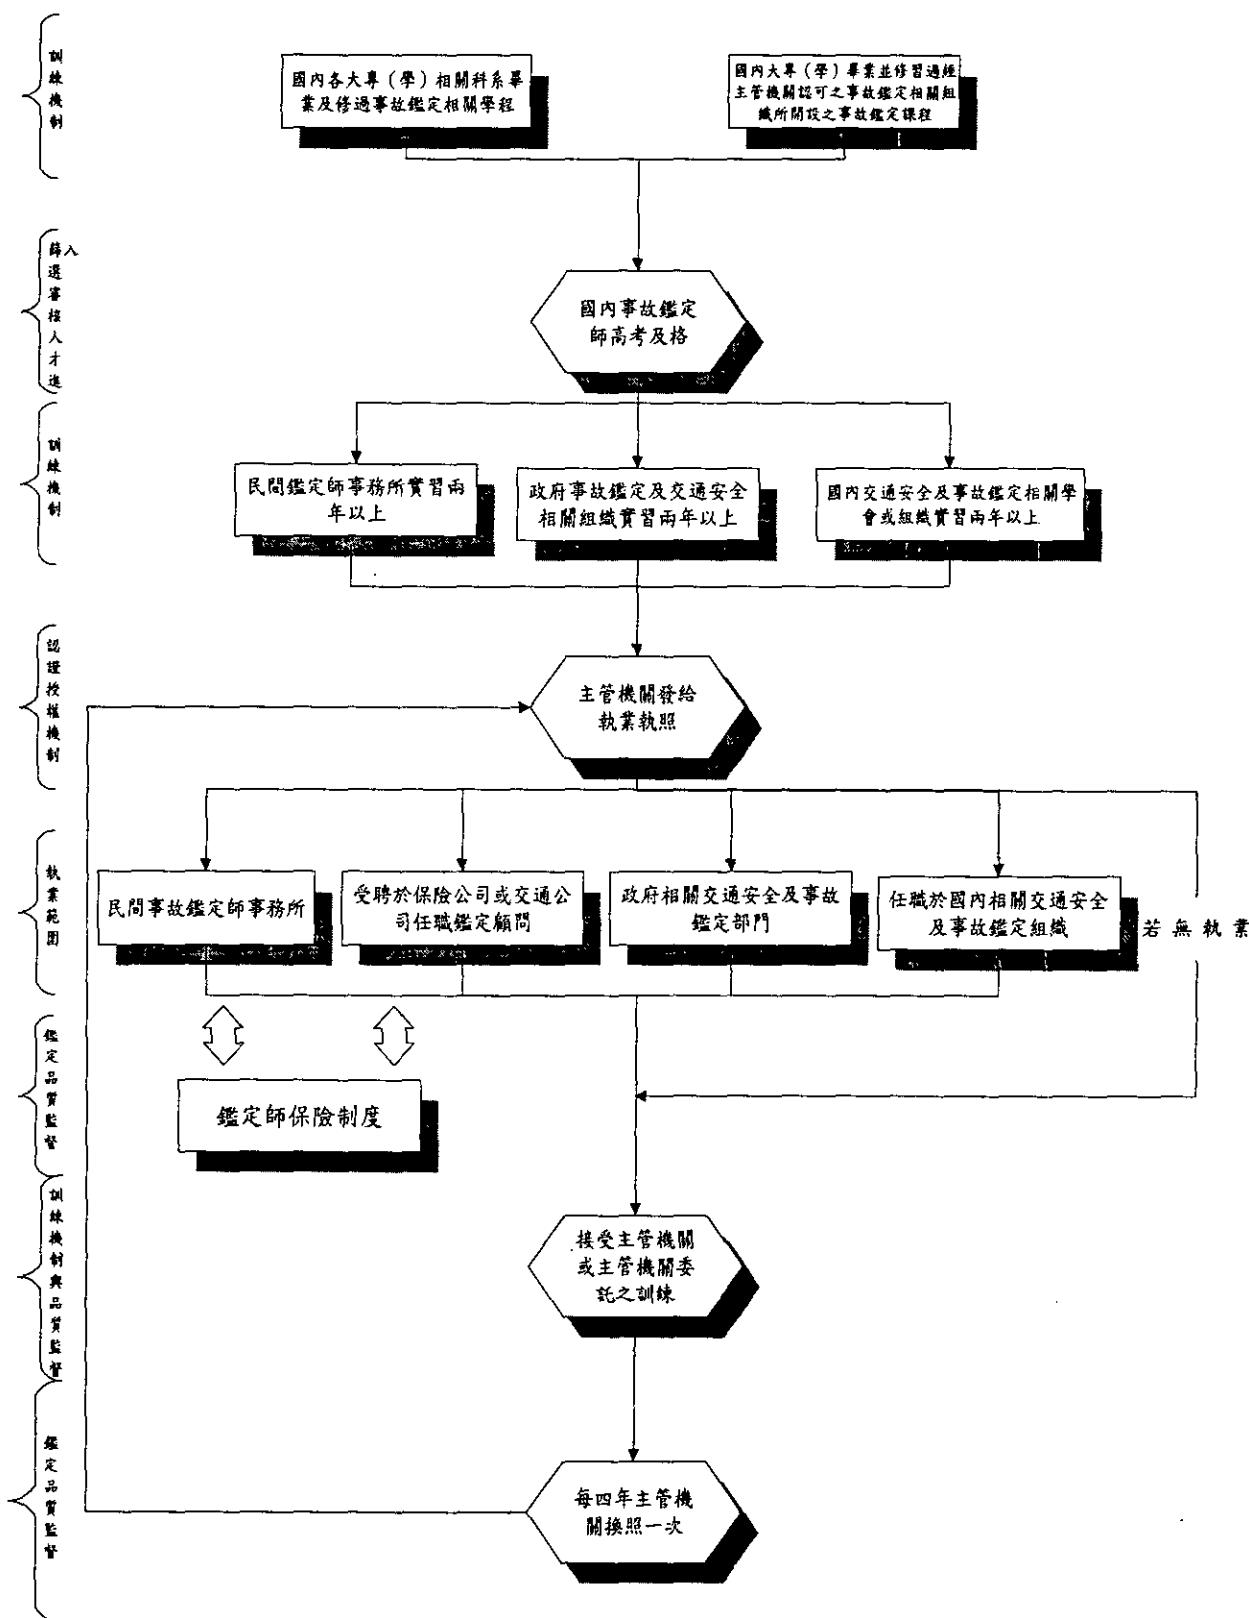 訓練機制
國內各大專（學）相關科系畢
業及修過事故鑑定相關學程
國內大專（學）畢業並修習過經
主管機關認可之事故鑑定相關組
織所開設之事故鑑定課程
篩選審核人才進入
國內事故鑑定
師高考及格
訓練機制
民間鑑定師事務所實習兩
年以上
政府事故鑑定及交通安全
相關組織實習兩年以上
國內交通安全及事故鑑定相關學
會或組織實習兩年以上
認證授權機制
主管機關發給
執業執照
執業範圍
民間事故鑑定師事務所
受聘於保險公司或交通公
司任職鑑定顧問
政府相關交通安全及事故
鑑定部門
任職於國內相關交通安全
及事故鑑定組織
若無執業
鑑定品質監督
鑑定師保險制度
訓練機制與品質監督
接受主管機關
或主管機關委
託之訓練
鑑定品質監督
每四年主管機
關換照一次